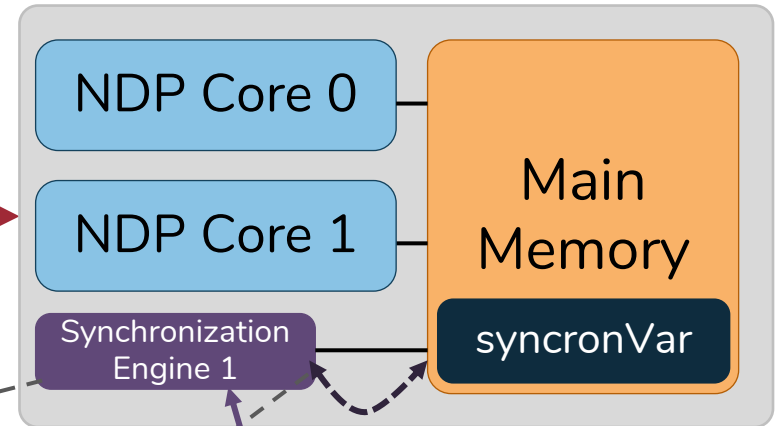 NDP Core 0
NDP Core 1
Main
Memory
Synchronization
Engine 1
syncronVar